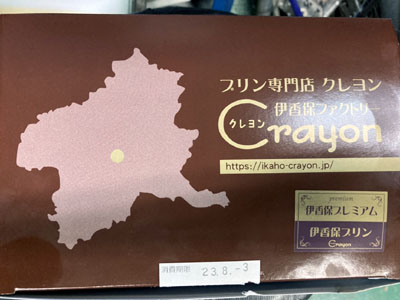 プリン専門店 クレヨン
伊香保ファクトリー
クレヨン
Crayon
https://ikaho-crayon.jp/
premium
伊香保プレミアム
伊香保プリン
Crayon
消費期限 23.8.-3